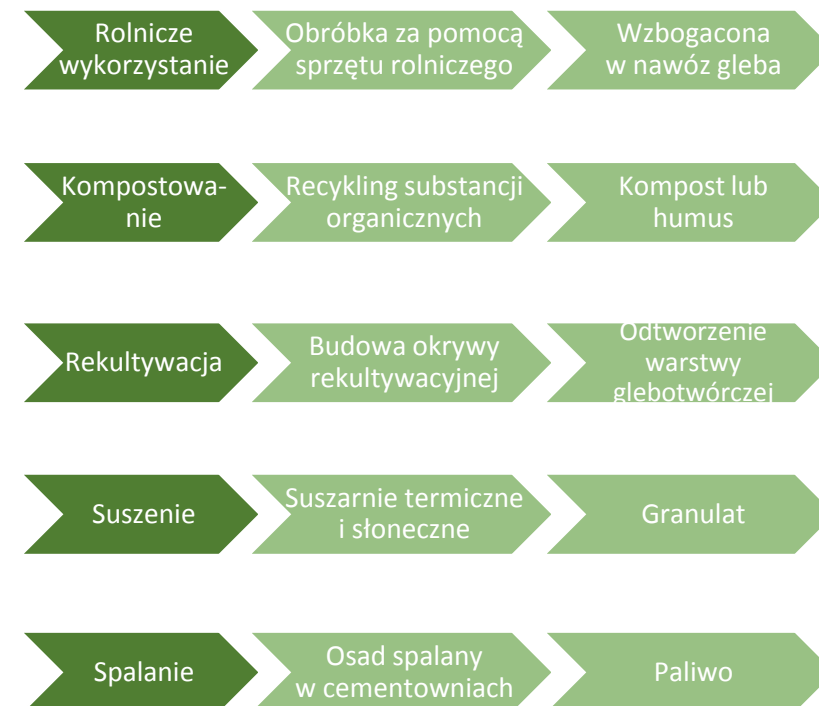 Rolnicze
wykorzystanie
Obróbka za pomocą
sprzętu rolniczego
Wzbogacona
w nawóz gleba
Kompostowa-
nie
Recykling substancji
organicznych
Kompost lub
humus
Rekultywacja
Budowa okrywy
rekultywacyjnej
Odtworzenie
warstwy
glebotwórczej
Suszenie
Suszarnie termiczne
i słoneczne
Granulat
Spalanie
Osad spalany
w cementowniach
Paliwo